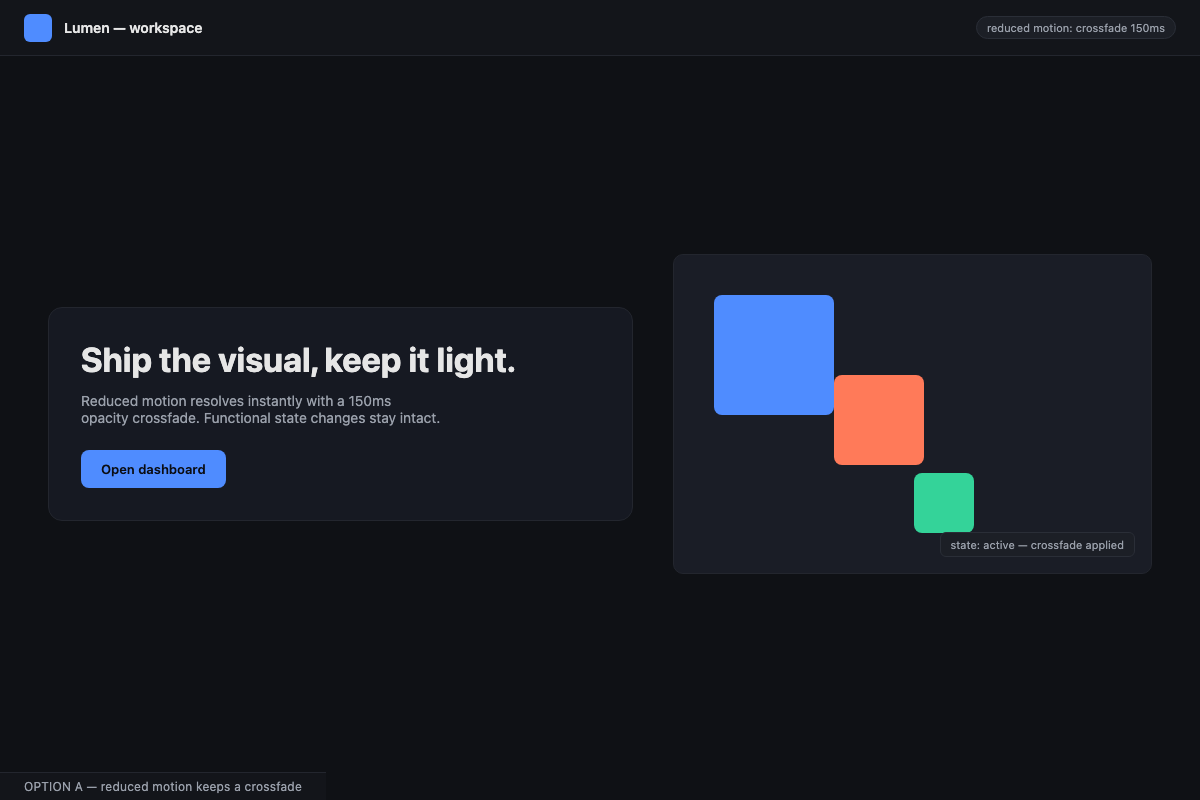 Lumen — workspace
reduced motion: crossfade 150ms
Ship the visual, keep it light.
Reduced motion resolves instantly with a 150ms
opacity crossfade. Functional state changes stay intact.
Open dashboard
state: active — crossfade applied
OPTION A — reduced motion keeps a crossfade